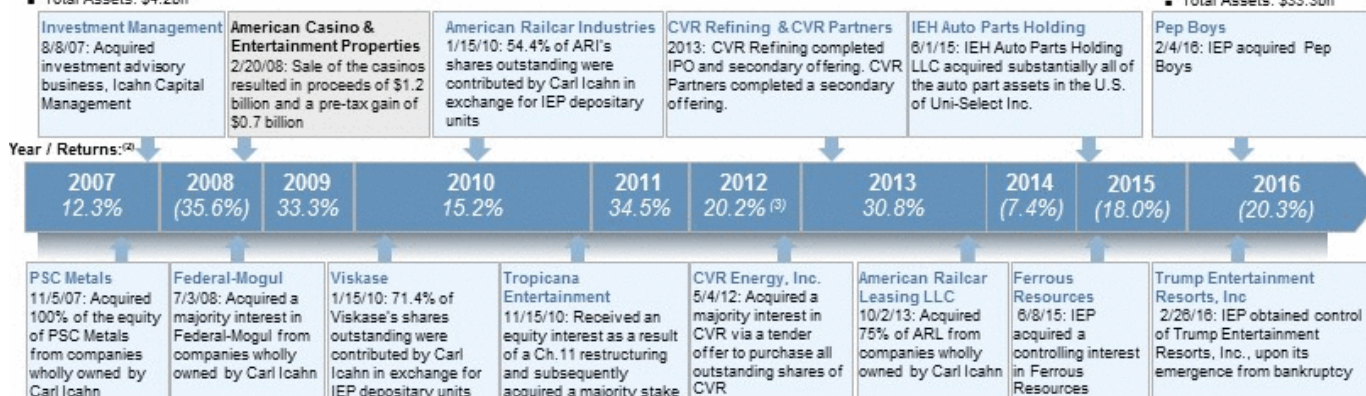 ▪ Total Assets: $4.2bn
▪ Total Assets: $33.3bn
Investment Management
8/8/07: Acquired
investment advisory
business, Icahn Capital
Management
American Casino &
Entertainment Properties
2/20/08: Sale of the casinos
resulted in proceeds of $1.2
billion and a pre-tax gain of
$0.7 billion
American Railcar Industries
1/15/10: 54.4% of ARI's
shares outstanding were
contributed by Carl Icahn in
exchange for IEP depositary
units
CVR Refining & CVR Partners
2013: CVR Refining completed
IPO and secondary offering. CVR
Partners completed a secondary
offering.
IEH Auto Parts Holding
6/1/15: IEH Auto Parts Holding
LLC acquired substantially all of
the auto part assets in the U.S.
of Uni-Select Inc.
Pep Boys
2/4/16: IEP acquired Pep
Boys
Year / Returns:(2)
2007
12.3%
2008
(35.6%)
2009
33.3%
2010
15.2%
2011
34.5%
2012
20.2% (3)
2013
30.8%
2014
(7.4%)
2015
(18.0%)
2016
(20.3%)
PSC Metals
11/5/07: Acquired
100% of the equity
of PSC Metals
from companies
wholly owned by
Carl Icahn
Federal-Mogul
7/3/08: Acquired a
majority interest in
Federal-Mogul from
companies wholly
owned by Carl Icahn
Viskase
1/15/10: 71.4% of
Viskase's shares
outstanding were
contributed by Carl
Icahn in exchange for
IEP depositary units
Tropicana
Entertainment
11/15/10: Received an
equity interest as a result
of a Ch.11 restructuring
and subsequently
acquired a majority stake
CVR Energy, Inc.
5/4/12: Acquired a
majority interest in
CVR via a tender
offer to purchase all
outstanding shares of
CVR
American Railcar
Leasing LLC
10/2/13: Acquired
75% of ARL from
companies wholly
owned by Carl Icahn
Ferrous
Resources
6/8/15: IEP
acquired a
controlling interest
in Ferrous
Resources
Trump Entertainment
Resorts, Inc
2/26/16: IEP obtained control
of Trump Entertainment
Resorts, Inc., upon its
emergence from bankruptcy